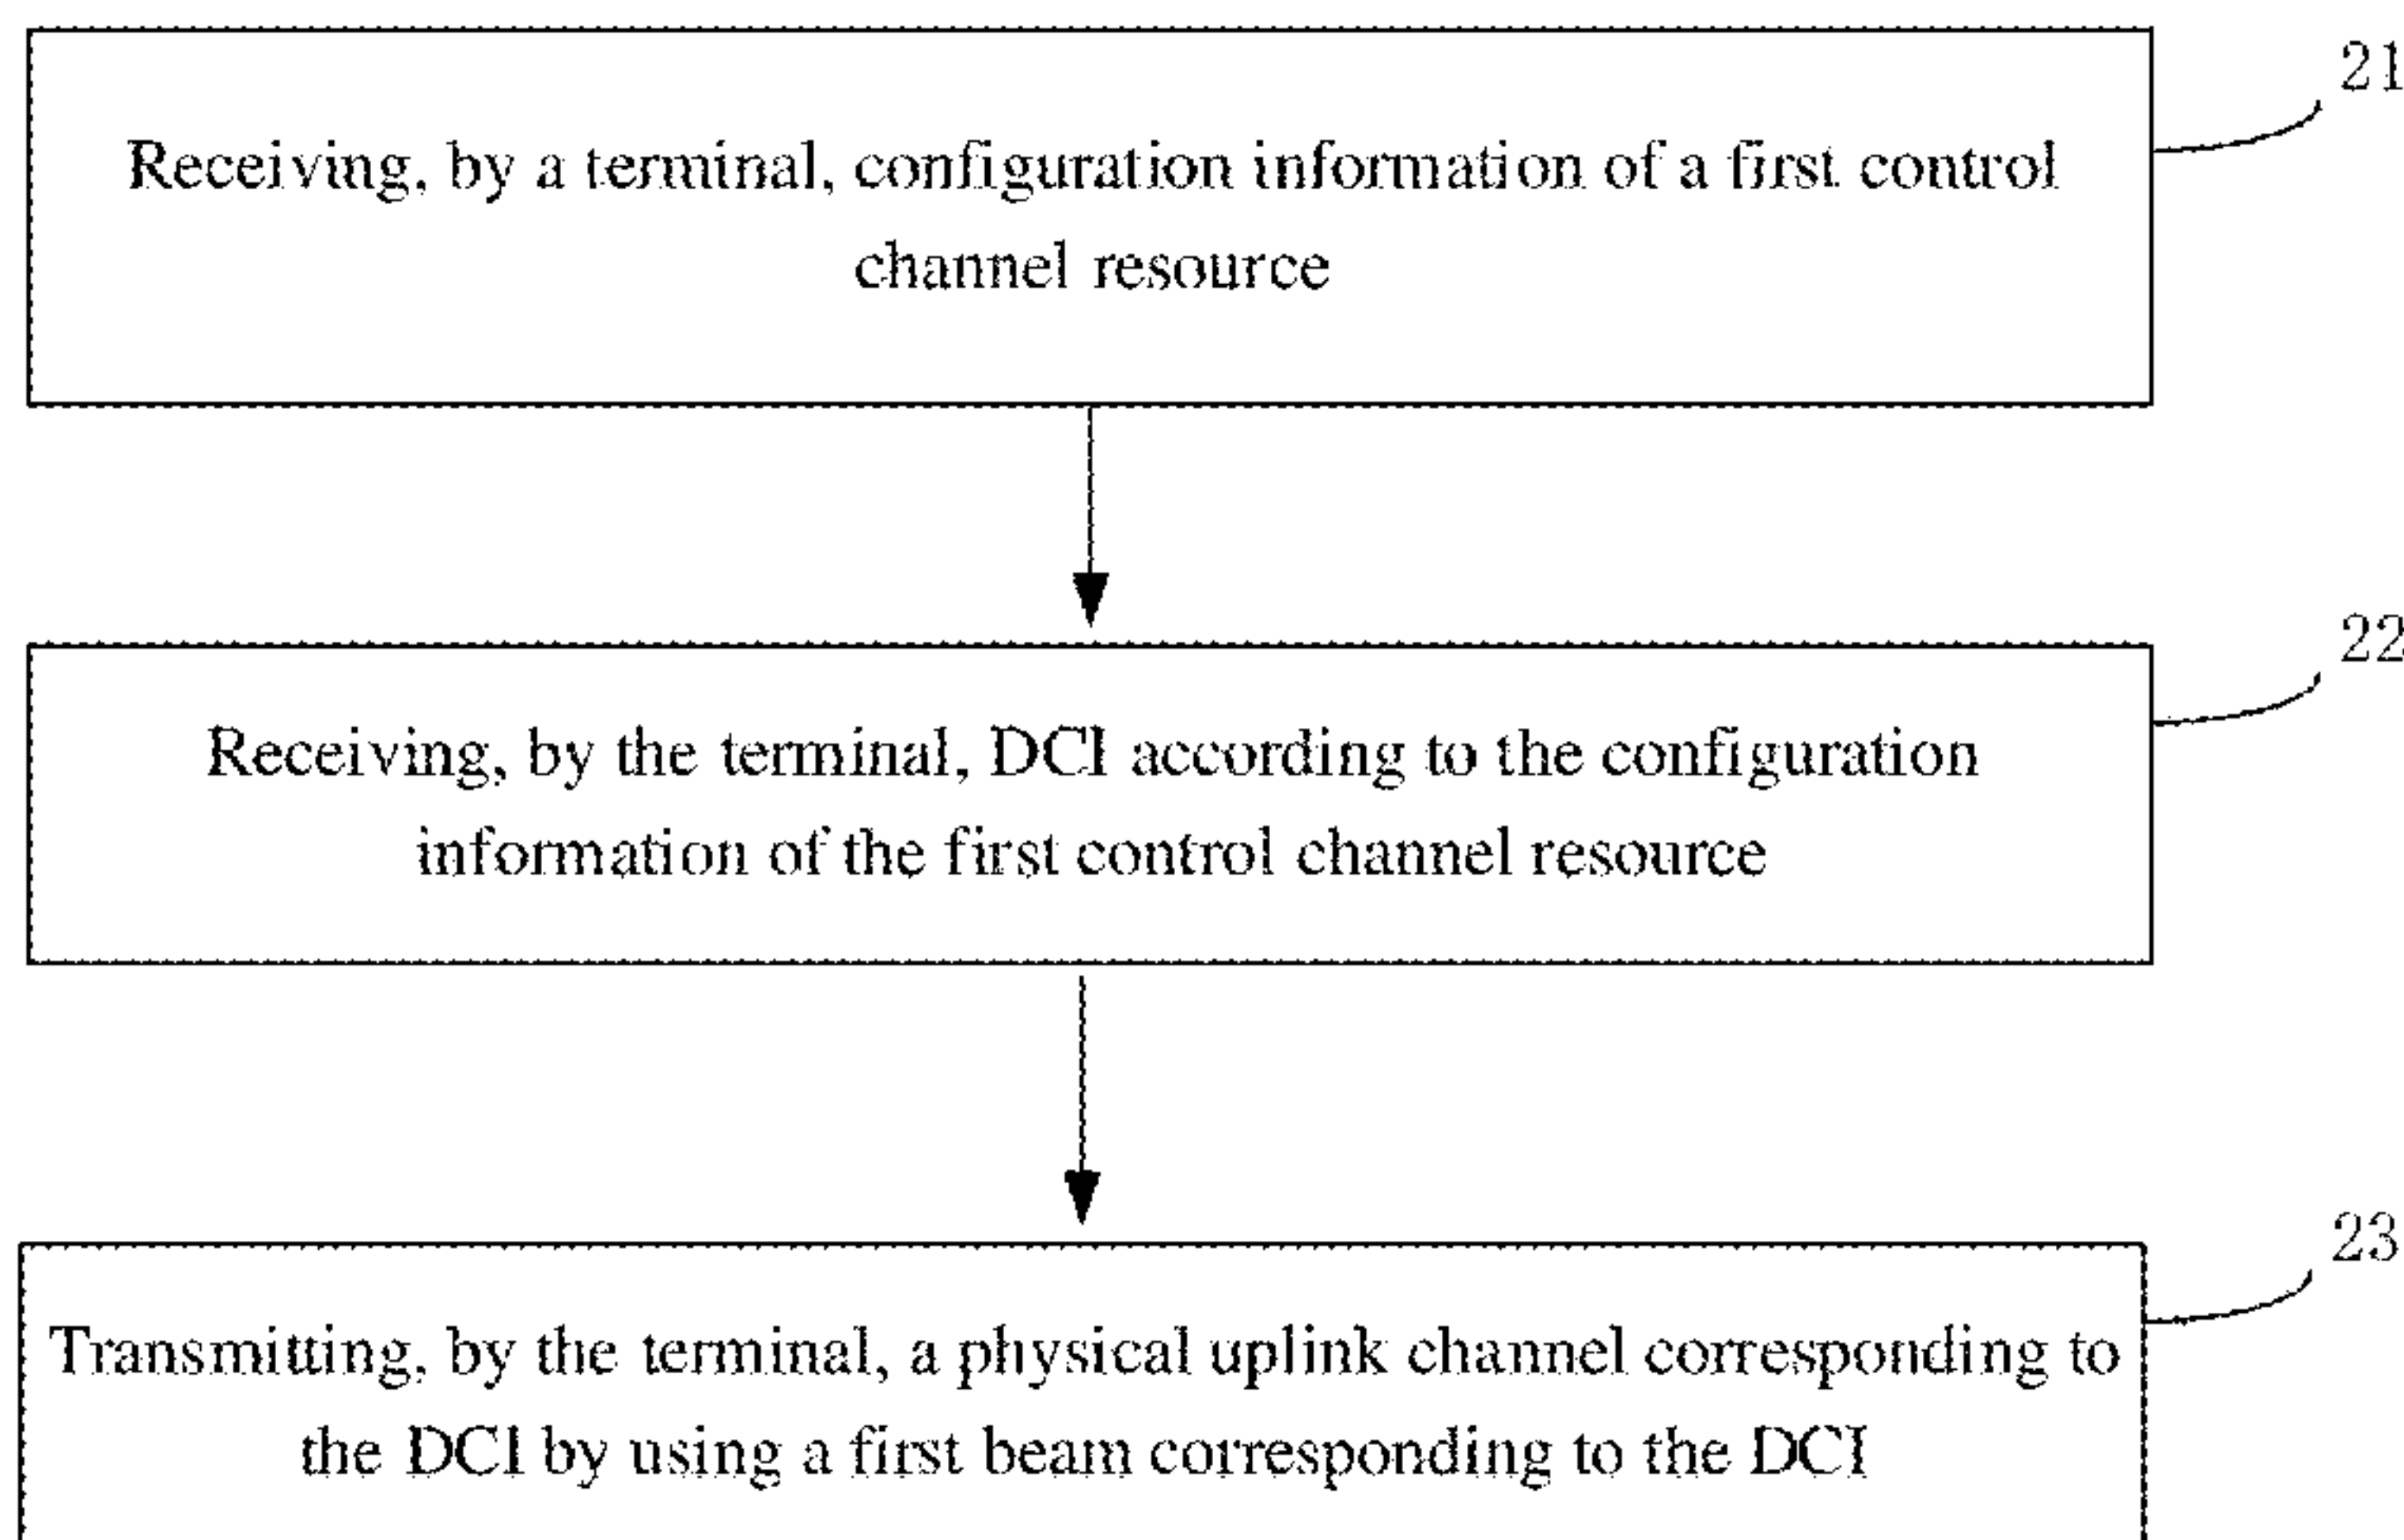 21
Receiving, by a terminal, configuration information of a first control
channel resource
22
Receiving, by the terminal, DCI according to the configuration
information of the first control channel resource
23
Transmitting, by the terminal, a physical uplink channel corresponding to
the DCI by using a first beam corresponding to the DCI